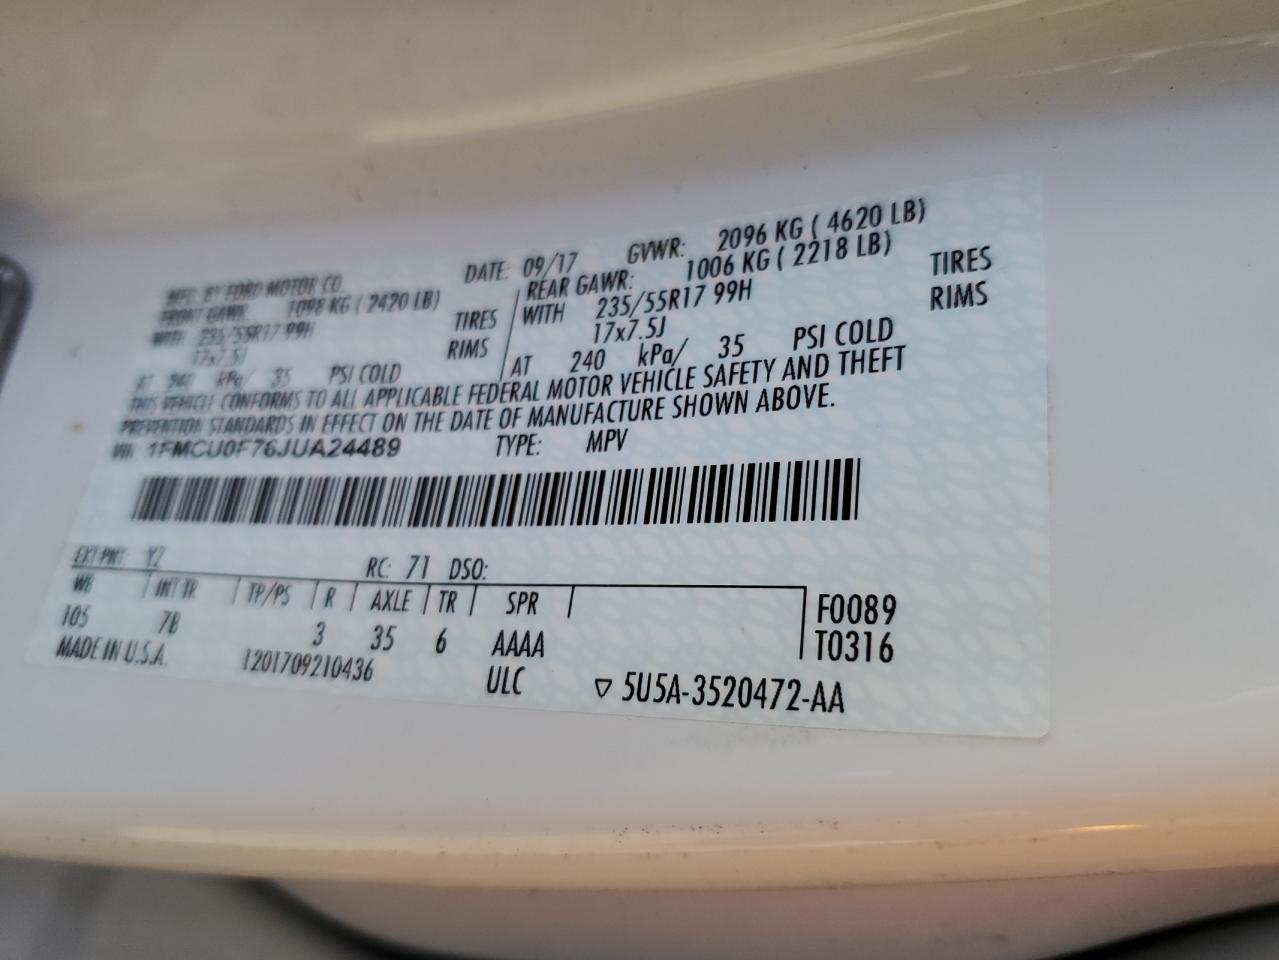 MFD. BY FORD MOTOR CO. DATE: 09/17 GVWR: 2096 KG ( 4620 LB)
FRONT GAWR: 1098 KG ( 2420 LB) REAR GAWR: 1006 KG ( 2218 LB)
WITH 235/55R17 99H TIRES WITH 235/55R17 99H TIRES
17x7.5J RIMS 17x7.5J RIMS
AT 240 kPa/ 35 PSI COLD AT 240 kPa/ 35 PSI COLD
THIS VEHICLE CONFORMS TO ALL APPLICABLE FEDERAL MOTOR VEHICLE SAFETY AND THEFT
PREVENTION STANDARDS IN EFFECT ON THE DATE OF MANUFACTURE SHOWN ABOVE.
VIN: 1FMCU0F76JUA24489 TYPE: MPV
EXT PNT: YZ RC: 71 DSO:
WB INT TR TP/PS R AXLE TR SPR F0089
105 7B 3 35 6 AAAA T0316
MADE IN U.S.A. 1201709210436 ULC ▽ 5U5A-3520472-AA